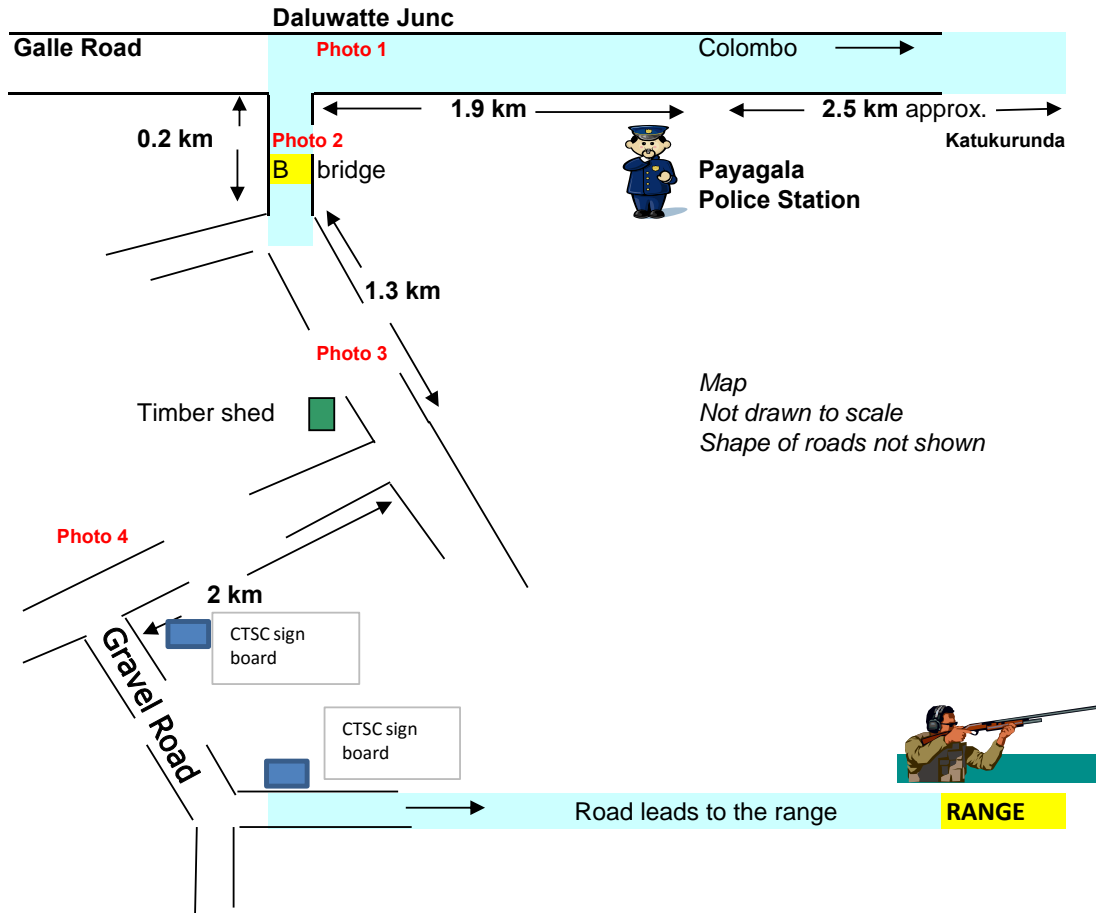 Daluwatte Junc
Galle Road
Photo 1
Colombo
1.9 km
2.5 km approx.
0.2 km
Photo 2
Katukurunda
B bridge
Payagala
Police Station
1.3 km
Photo 3
Map
Not drawn to scale
Shape of roads not shown
Timber shed
Photo 4
2 km
CTSC sign
board
Gravel Road
CTSC sign
board
Road leads to the range
RANGE